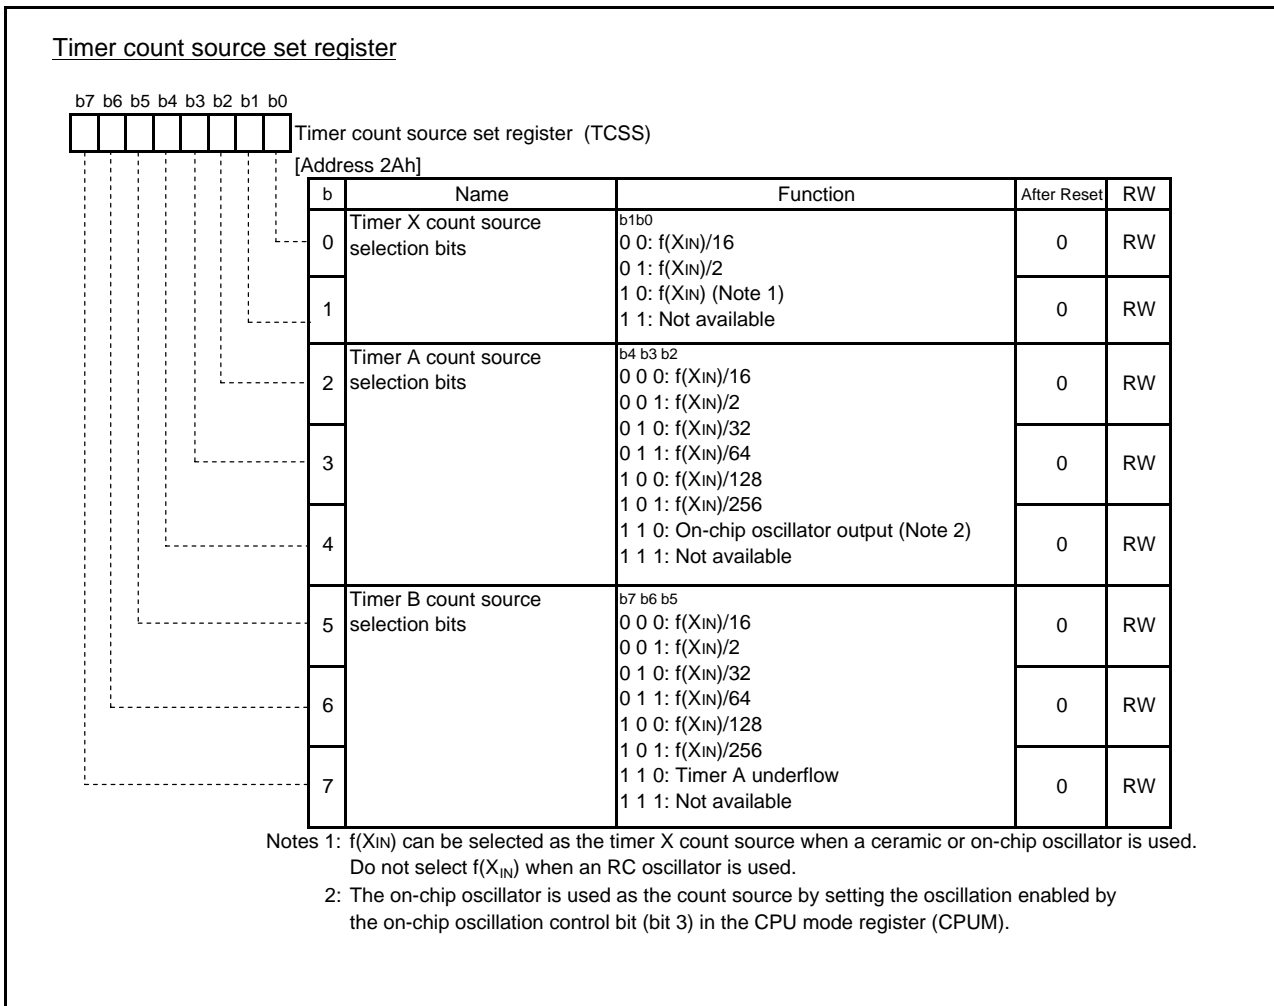 Timer count source set register
b7 b6 b5 b4 b3 b2 b1 b0
Timer count source set register (TCSS)
[Address 2Ah]
b Name Function After Reset RW
0 Timer X count source selection bits
b1b0
0 0: f(XIN)/16
0 1: f(XIN)/2
1 0: f(XIN) (Note 1)
1 1: Not available
0 RW
1 0 RW
2 Timer A count source selection bits
b4 b3 b2
0 0 0: f(XIN)/16
0 0 1: f(XIN)/2
0 1 0: f(XIN)/32
0 1 1: f(XIN)/64
1 0 0: f(XIN)/128
1 0 1: f(XIN)/256
1 1 0: On-chip oscillator output (Note 2)
1 1 1: Not available
0 RW
3 0 RW
4 0 RW
5 Timer B count source selection bits
b7 b6 b5
0 0 0: f(XIN)/16
0 0 1: f(XIN)/2
0 1 0: f(XIN)/32
0 1 1: f(XIN)/64
1 0 0: f(XIN)/128
1 0 1: f(XIN)/256
1 1 0: Timer A underflow
1 1 1: Not available
0 RW
6 0 RW
7 0 RW
Notes 1: f(XIN) can be selected as the timer X count source when a ceramic or on-chip oscillator is used.
Do not select f(XIN) when an RC oscillator is used.
2: The on-chip oscillator is used as the count source by setting the oscillation enabled by
the on-chip oscillation control bit (bit 3) in the CPU mode register (CPUM).